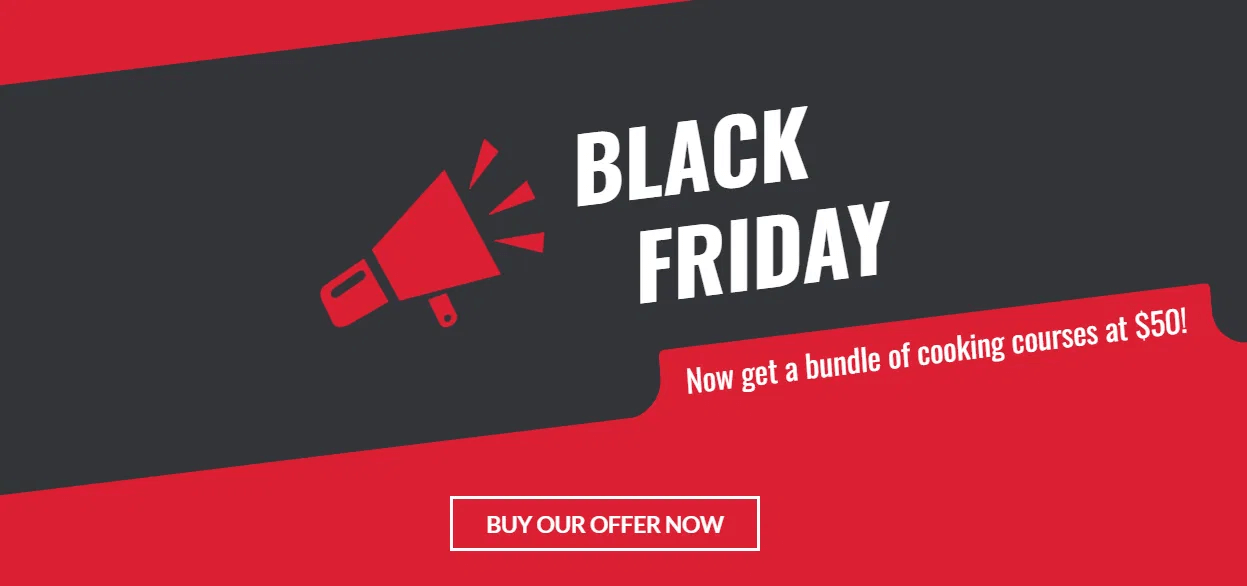 BLACK
FRIDAY
Now get a bundle of cooking courses at $50!
BUY OUR OFFER NOW